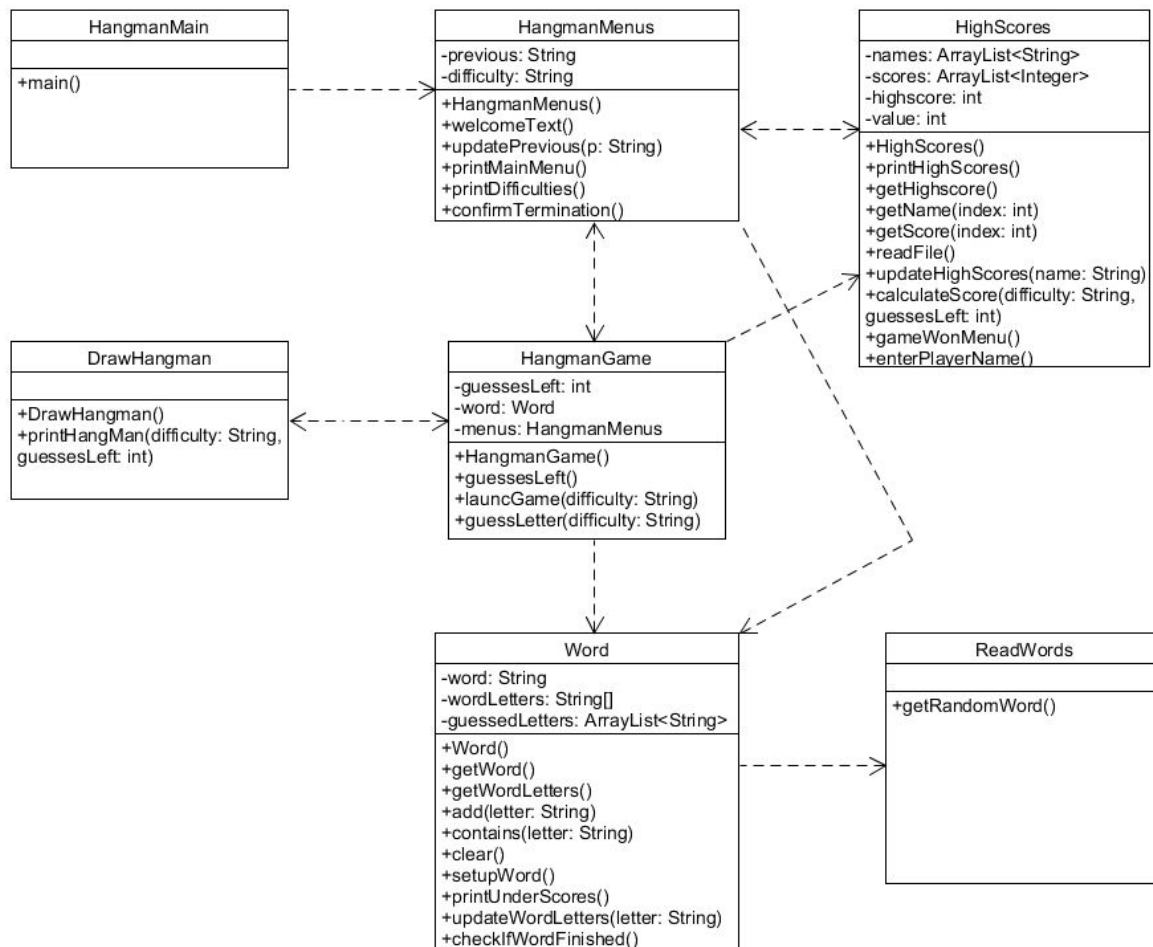 HangmanMain
+main()
HangmanMenus
-previous: String
-difficulty: String
+HangmanMenus()
+welcomeText()
+updatePrevious(p: String)
+printMainMenu()
+printDifficulties()
+confirmTermination()
HighScores
-names: ArrayList<String>
-scores: ArrayList<Integer>
-highscore: int
-value: int
+HighScores()
+printHighScores()
+getHighscore()
+getName(index: int)
+getScore(index: int)
+readFile()
+updateHighScores(name: String)
+calculateScore(difficulty: String,
guessesLeft: int)
+gameWonMenu()
+enterPlayerName()
DrawHangman
+DrawHangman()
+printHangMan(difficulty: String,
guessesLeft: int)
HangmanGame
-guessesLeft: int
-word: Word
-menus: HangmanMenus
+HangmanGame()
+guessesLeft()
+launcGame(difficulty: String)
+guessLetter(difficulty: String)
Word
-word: String
-wordLetters: String[]
-guessedLetters: ArrayList<String>
+Word()
+getWord()
+getWordLetters()
+add(letter: String)
+contains(letter: String)
+clear()
+setupWord()
+printUnderScores()
+updateWordLetters(letter: String)
+checkIfWordFinished()
ReadWords
+getRandomWord()